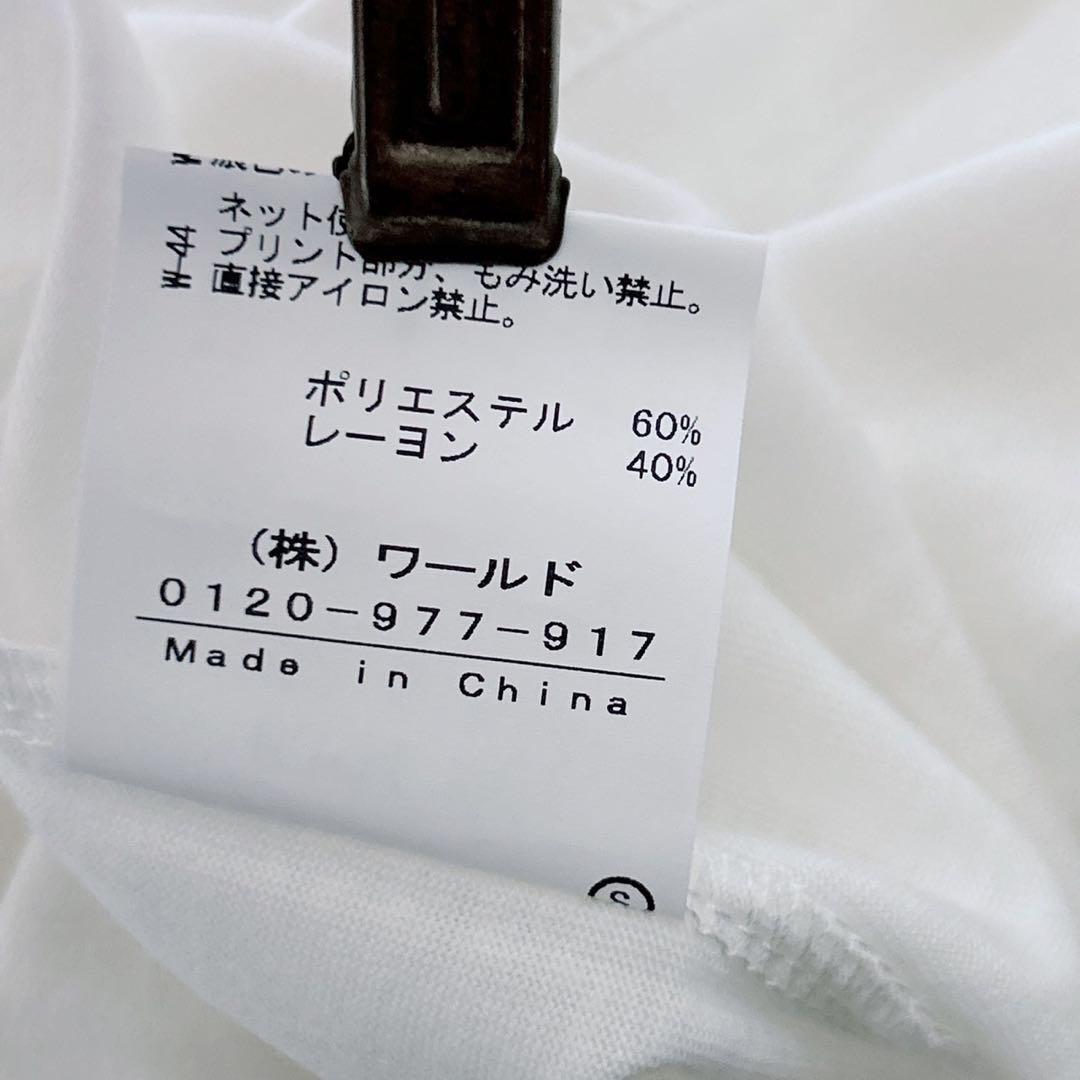 ネット使
プリント部分、もみ洗い禁止。
直接アイロン禁止。
ポリエステル 60%
レーヨン 40%
（株）ワールド
0120-977-917
Made in China
S